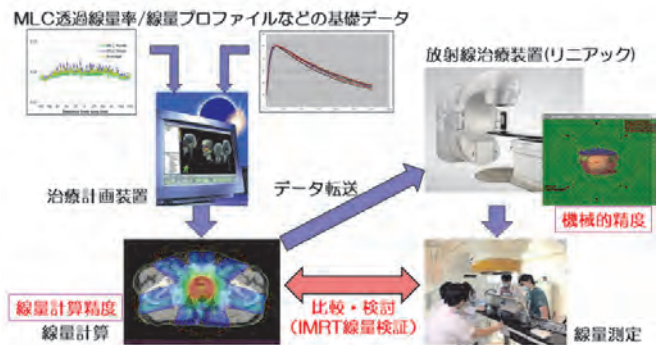 MLC透過線量率/線量プロファイルなどの基礎データ
放射線治療装置(リニアック)
治療計画装置
データ転送
機械的精度
線量計算精度
線量計算
比較・検討
(IMRT線量検証)
線量測定